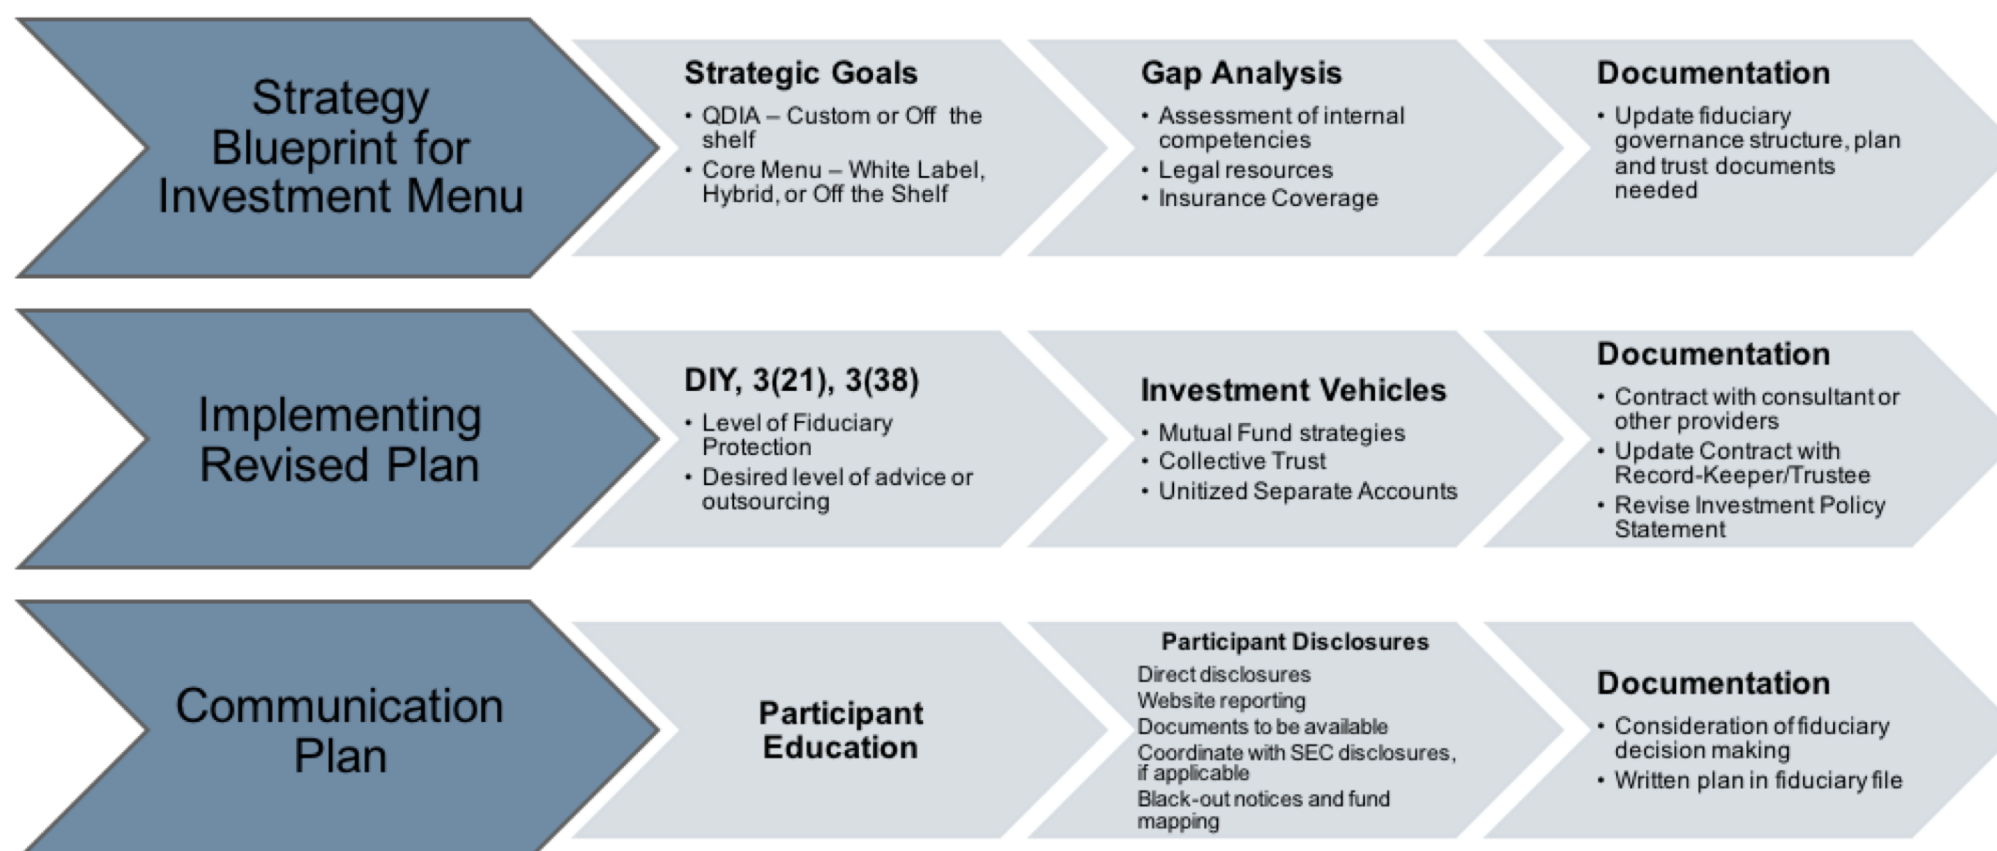 Strategy
Blueprint for
Investment Menu
Strategic Goals
• QDIA – Custom or Off the
shelf
• Core Menu – White Label,
Hybrid, or Off the Shelf
Gap Analysis
• Assessment of internal
competencies
• Legal resources
• Insurance Coverage
Documentation
• Update fiduciary
governance structure, plan
and trust documents
needed
Implementing
Revised Plan
DIY, 3(21), 3(38)
• Level of Fiduciary
Protection
• Desired level of advice or
outsourcing
Investment Vehicles
• Mutual Fund strategies
• Collective Trust
• Unitized Separate Accounts
Documentation
• Contract with consultant or
other providers
• Update Contract with
Record-Keeper/Trustee
• Revise Investment Policy
Statement
Communication
Plan
Participant
Education
Participant Disclosures
Direct disclosures
Website reporting
Documents to be available
Coordinate with SEC disclosures,
if applicable
Black-out notices and fund
mapping
Documentation
• Consideration of fiduciary
decision making
• Written plan in fiduciary file